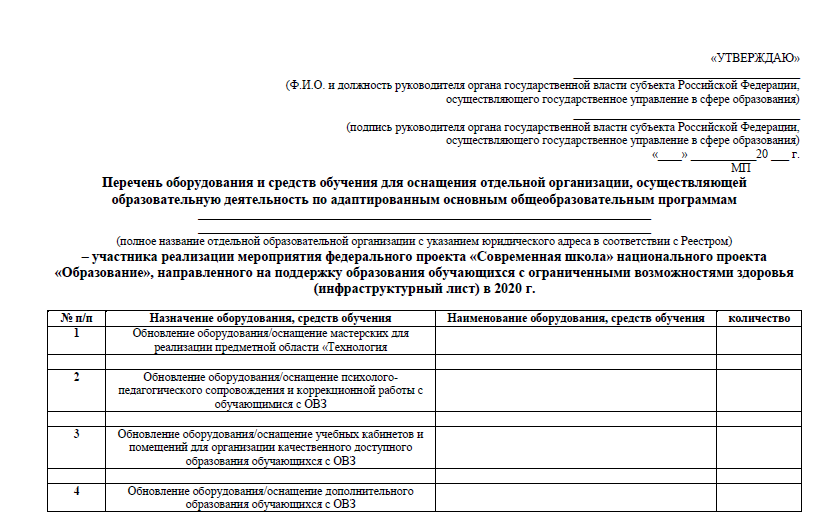 «УТВЕРЖДАЮ»
(Ф.И.О. и должность руководителя органа государственной власти субъекта Российской Федерации,
осуществляющего государственное управление в сфере образования)
(подпись руководителя органа государственной власти субъекта Российской Федерации,
осуществляющего государственное управление в сфере образования)
«____» ___________20 ___ г.
МП
Перечень оборудования и средств обучения для оснащения отдельной организации, осуществляющей
образовательную деятельность по адаптированным основным общеобразовательным программам
(полное название отдельной образовательной организации с указанием юридического адреса в соответствии с Реестром)
– участника реализации мероприятия федерального проекта «Современная школа» национального проекта
«Образование», направленного на поддержку образования обучающихся с ограниченными возможностями здоровья
(инфраструктурный лист) в 2020 г.
№ п/п Назначение оборудования, средств обучения Наименование оборудования, средств обучения количество
1 Обновление оборудования/оснащение мастерских для
реализации предметной области «Технология
2 Обновление оборудования/оснащение психолого-
педагогического сопровождения и коррекционной работы с
обучающимися с ОВЗ
3 Обновление оборудования/оснащение учебных кабинетов и
помещений для организации качественного доступного
образования обучающихся с ОВЗ
4 Обновление оборудования/оснащение дополнительного
образования обучающихся с ОВЗ